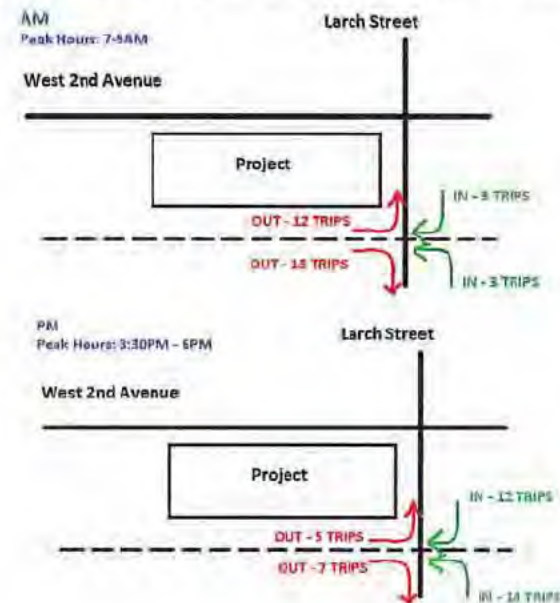 AM
Peak Hours: 7-9AM
Larch Street
West 2nd Avenue
Project
OUT - 12 TRIPS
IN - 3 TRIPS
OUT - TRIPS
IN - 3 TRIPS
PM
Peak Hours: 3:30PM - 6PM
Larch Street
West 2nd Avenue
Project
OUT - 5 TRIPS
IN - 12 TRIPS
OUT - 7 TRIPS
IN - TRIPS